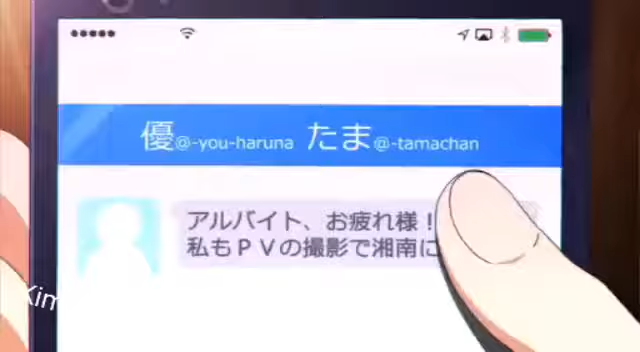 優@-you-haruna たま@-tamachan
アルバイト、お疲れ様！
私もＰＶの撮影で湘南に
Kim